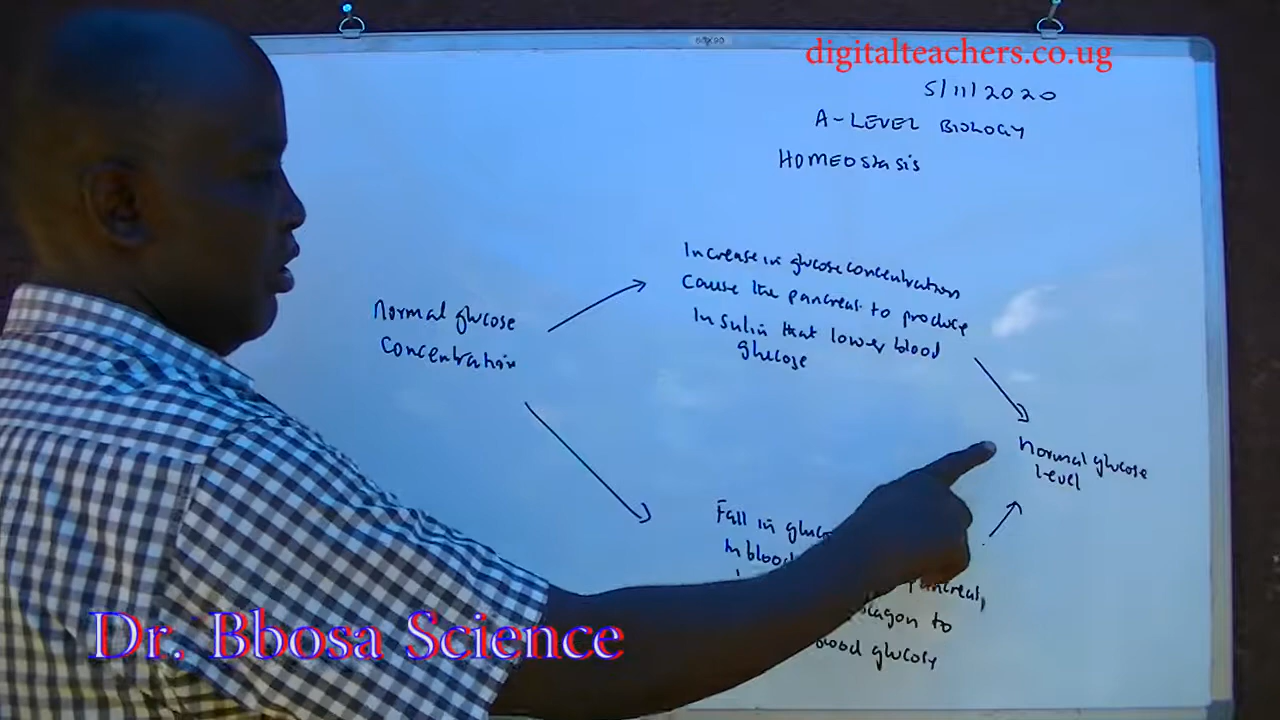 60x90
digitalteachers.co.ug
5/11/2020
A-LEVEL BIOLOGY
HOMEOSTASIS
Normal glucose
concentration
Increase in glucose concentration
Cause the pancreas to produce
Insulin that lower blood
glucose
Normal glucose
Level
Fall in
In blood
pancreas,
to
blood glucose
Dr. Bbosa Science